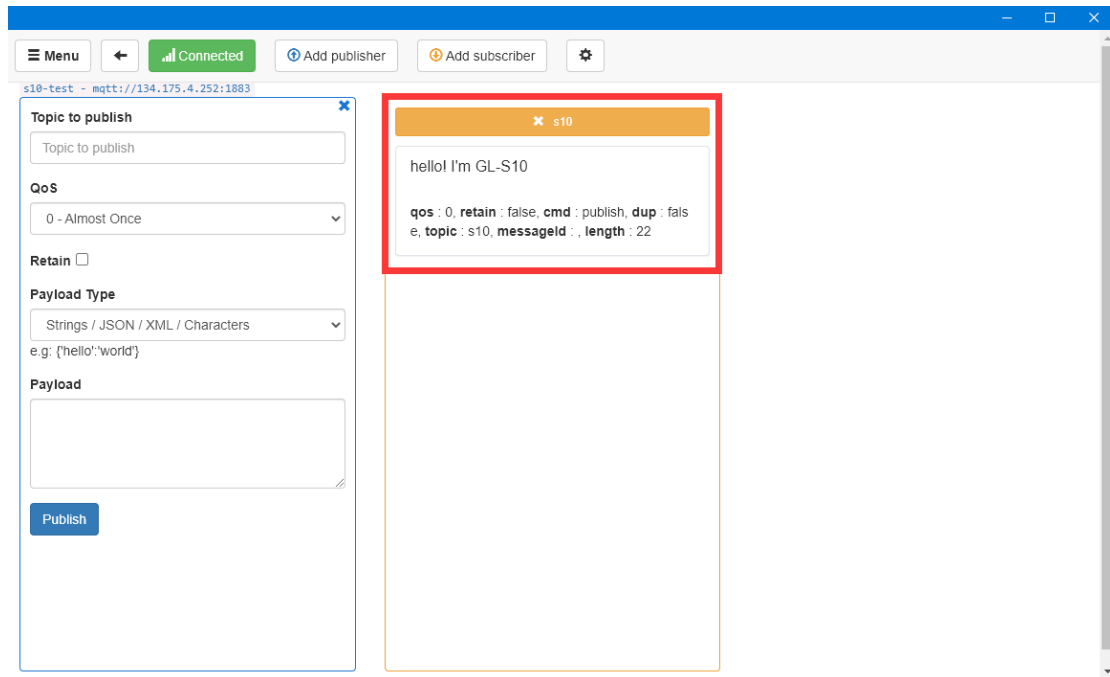 Menu
Connected
Add publisher
Add subscriber
s10-test - mqtt://134.175.4.252:1883
Topic to publish
Topic to publish
QoS
0 - Almost Once
Retain
Payload Type
Strings / JSON / XML / Characters
e.g: {'hello':'world'}
Payload
Publish
s10
hello! I'm GL-S10
qos : 0, retain : false, cmd : publish, dup : fals
e, topic : s10, messageId : , length : 22